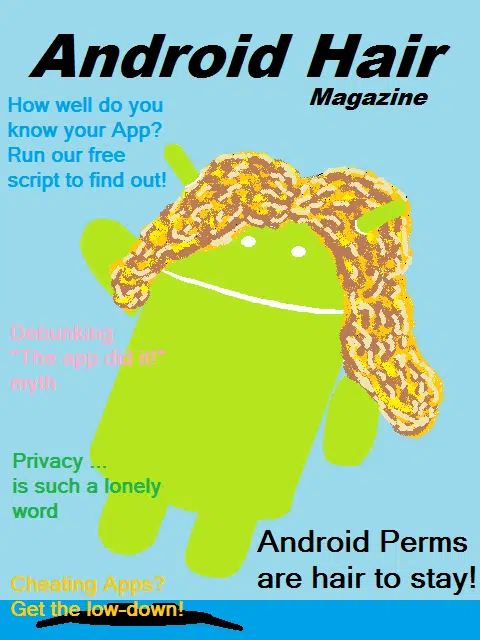 Android Hair
Magazine
How well do you
know your App?
Run our free
script to find out!
Debunking
"The app did it!"
myth
Privacy ...
is such a lonely
word
Android Perms
are hair to stay!
Cheating Apps?
Get the low-down!